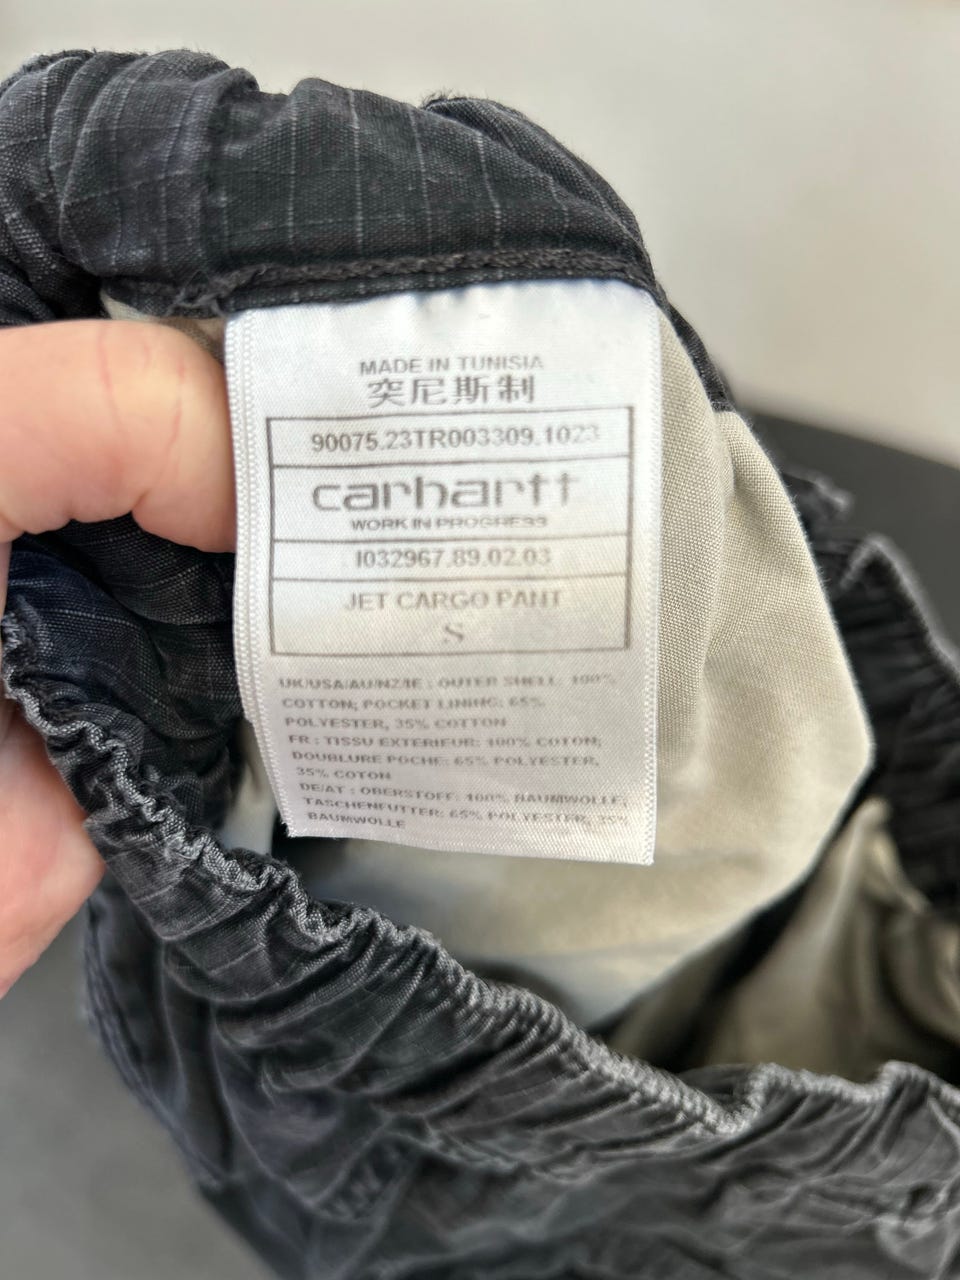 MADE IN TUNISIA
突尼斯制
90075.23TR003309.1023
carhartt
WORK IN PROGRESS
I032967.89.02.03
JET CARGO PANT
S
UK/USA/AU/NZ/IE : OUTER SHELL: 100%
COTTON; POCKET LINING: 65%
POLYESTER, 35% COTTON
FR : TISSU EXTERIEUR: 100% COTON;
DOUBLURE POCHE: 65% POLYESTER,
35% COTON
DE/AT : OBERSTOFF: 100% BAUMWOLLE;
TASCHENFUTTER: 65% POLYESTER, 35%
BAUMWOLLE